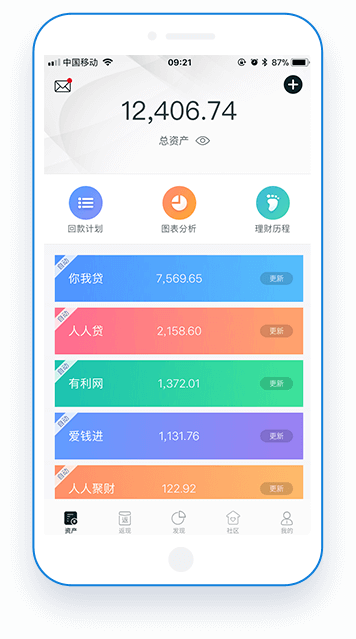 中国移动 09:21 87%
12,406.74
总资产
回款计划 图表分析 理财历程
自动
你我贷 7,569.65 更新
自动
人人贷 2,158.60 更新
自动
有利网 1,372.01 更新
自动
爱钱进 1,131.76 更新
自动
人人聚财 122.92 更新
资产 返现 发现 社区 我的